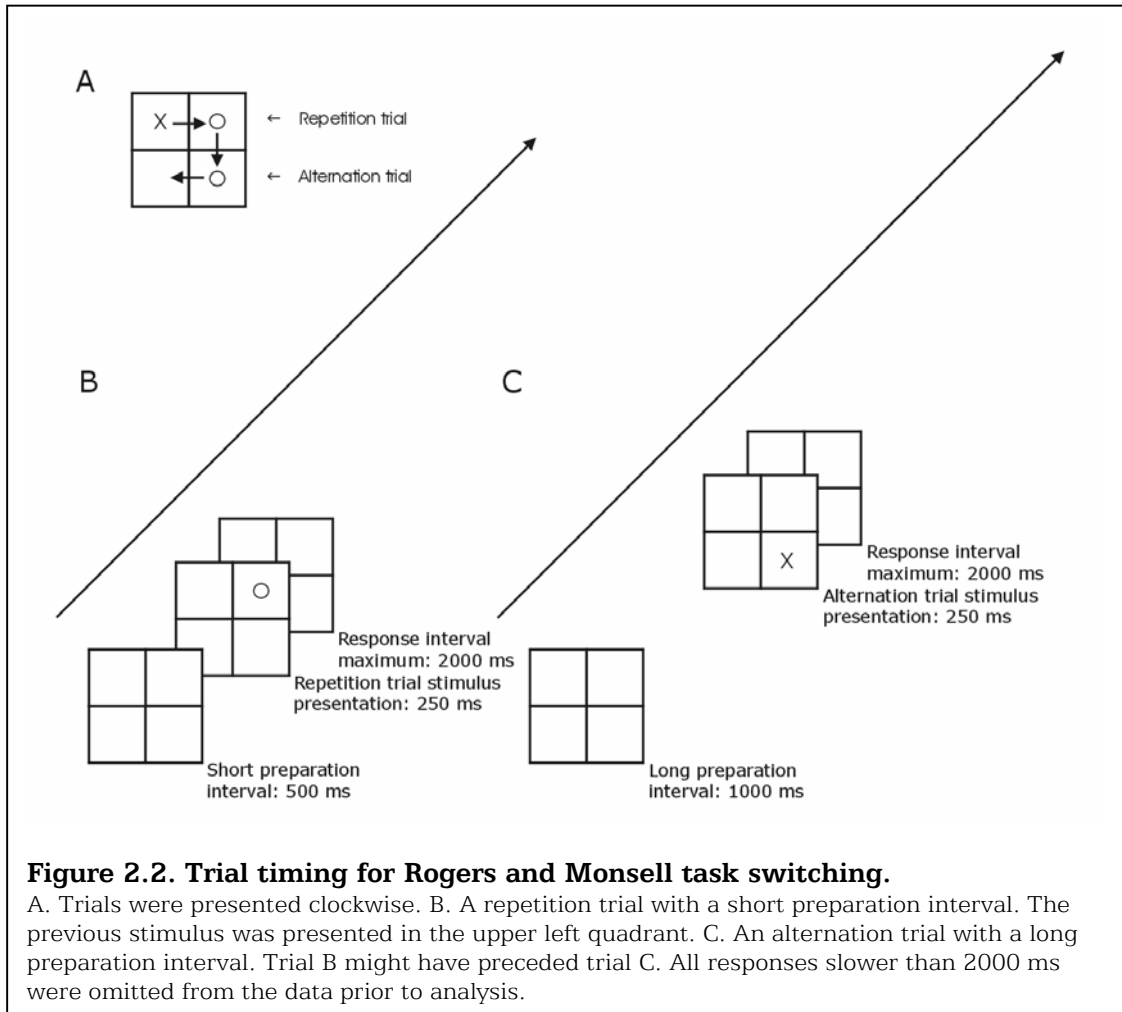 A
X O ← Repetition trial
O ← Alternation trial
B
C
O
Response interval
maximum: 2000 ms
Repetition trial stimulus
presentation: 250 ms
Short preparation
interval: 500 ms
X
Response interval
maximum: 2000 ms
Alternation trial stimulus
presentation: 250 ms
Long preparation
interval: 1000 ms
Figure 2.2. Trial timing for Rogers and Monsell task switching.
A. Trials were presented clockwise. B. A repetition trial with a short preparation interval. The
previous stimulus was presented in the upper left quadrant. C. An alternation trial with a long
preparation interval. Trial B might have preceded trial C. All responses slower than 2000 ms
were omitted from the data prior to analysis.